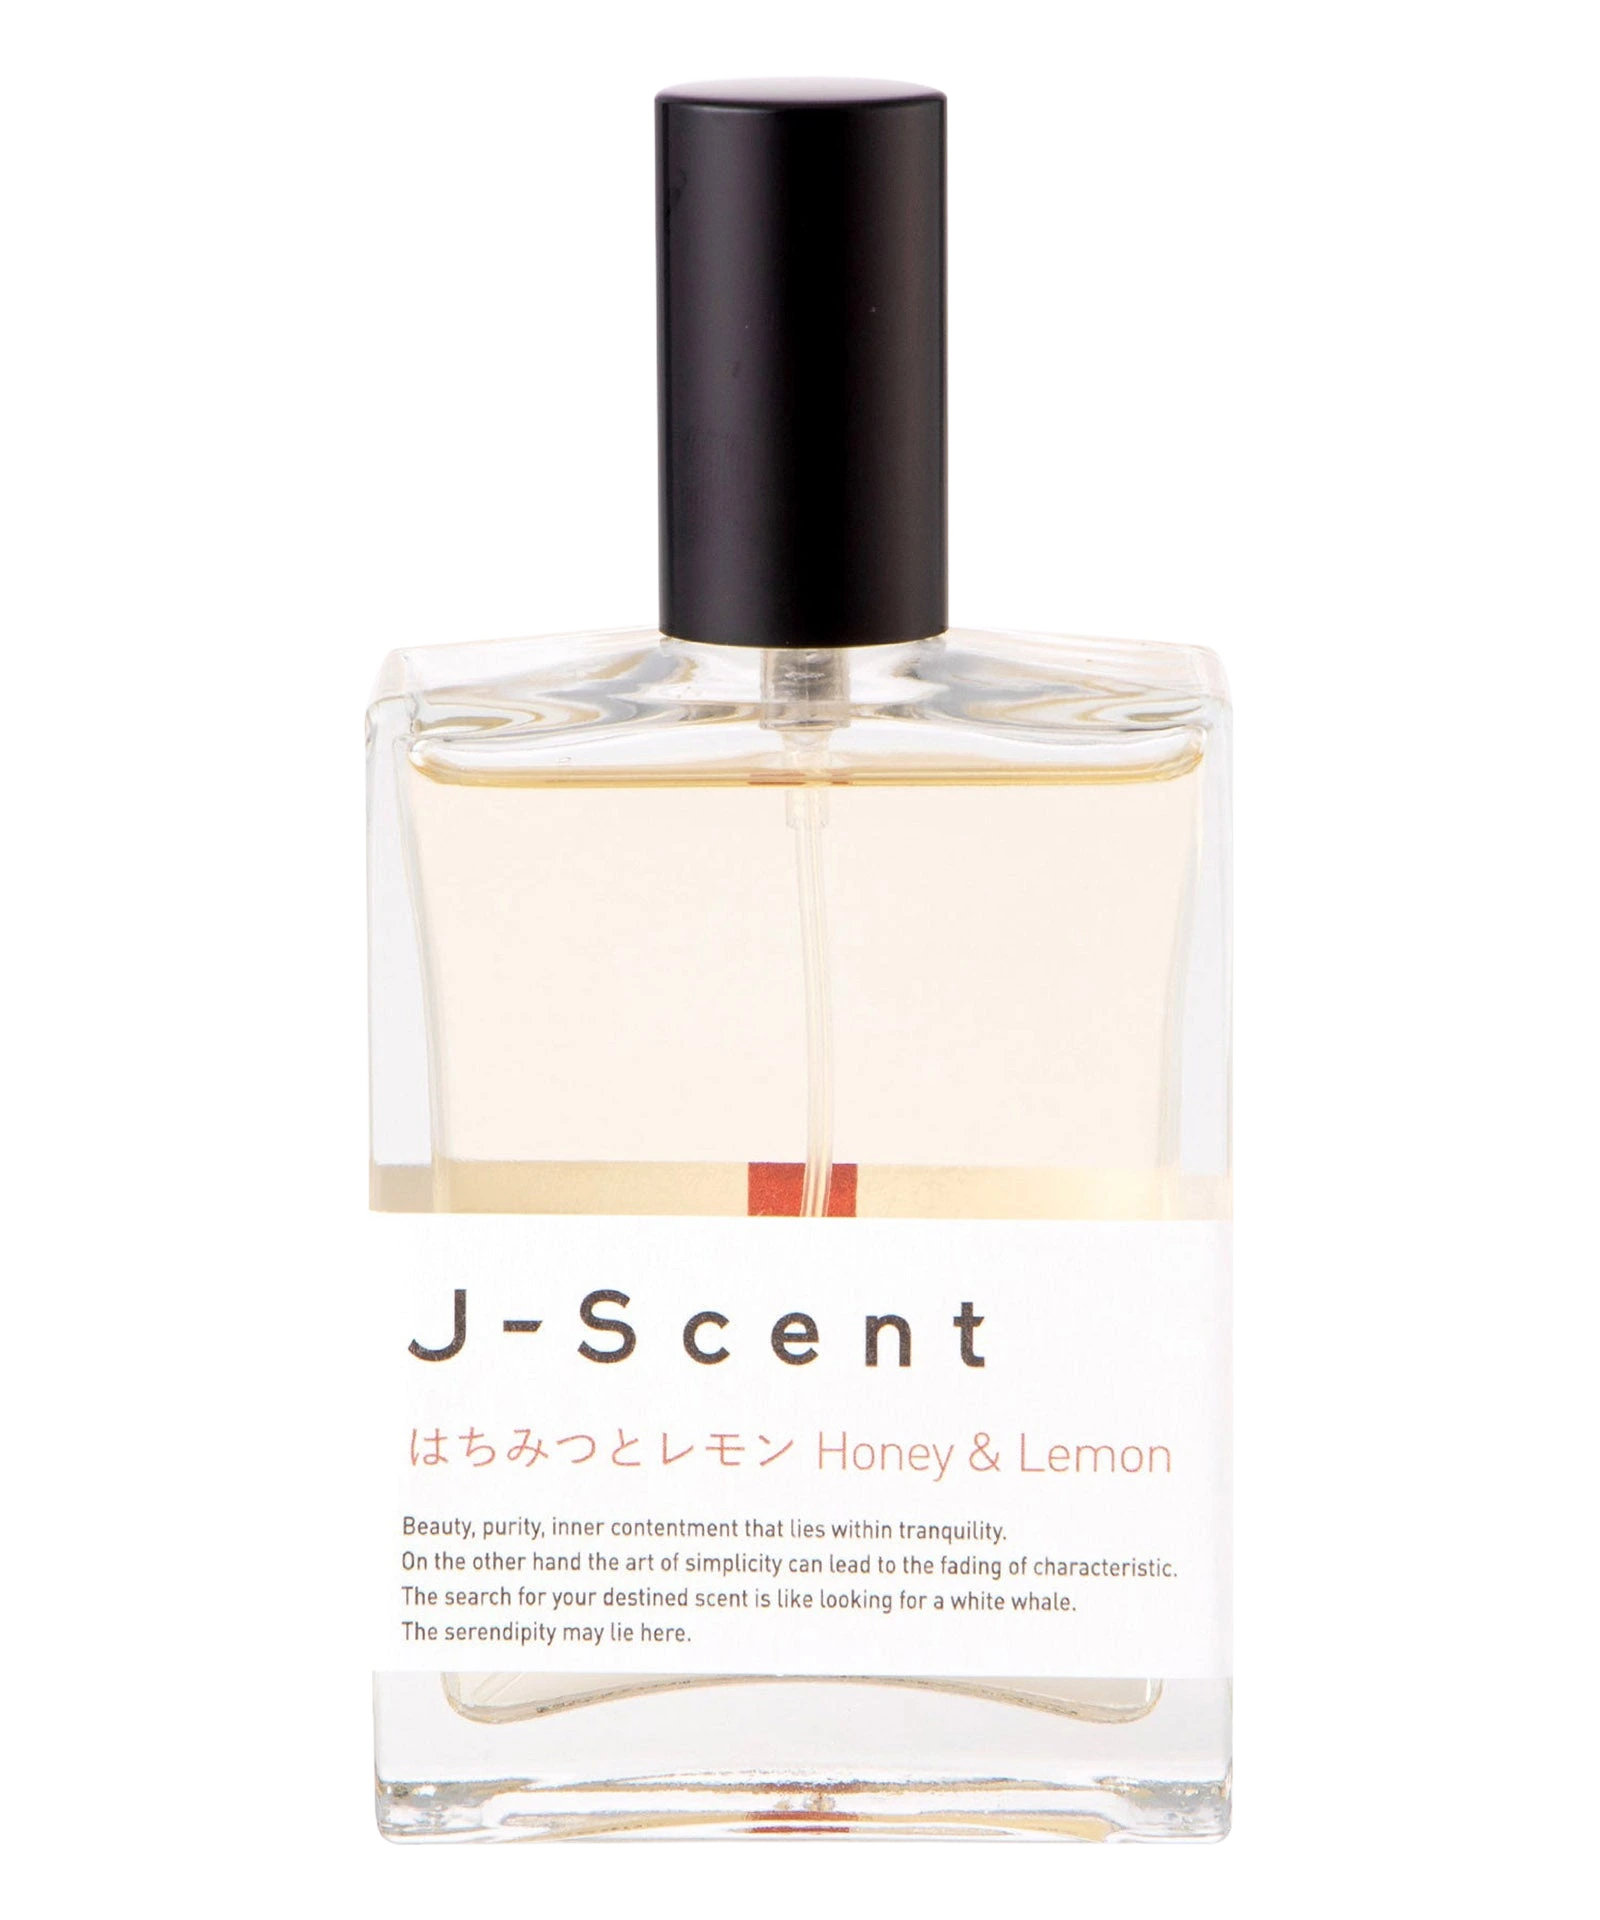 J-Scent
はちみつとレモン Honey & Lemon
Beauty, purity, inner contentment that lies within tranquility.
On the other hand the art of simplicity can lead to the fading of characteristic.
The search for your destined scent is like looking for a white whale.
The serendipity may lie here.